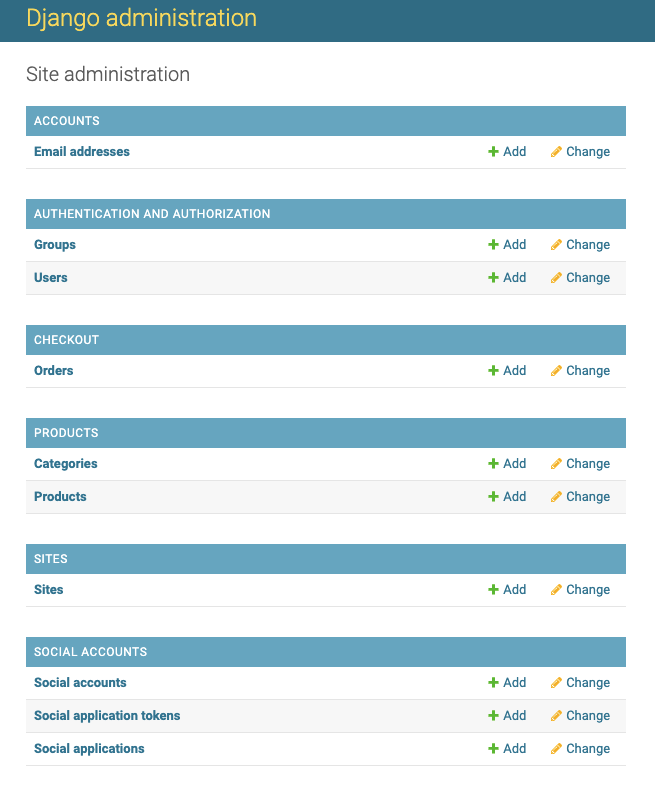 Django administration
Site administration
ACCOUNTS
Email addresses Add Change
AUTHENTICATION AND AUTHORIZATION
Groups Add Change
Users Add Change
CHECKOUT
Orders Add Change
PRODUCTS
Categories Add Change
Products Add Change
SITES
Sites Add Change
SOCIAL ACCOUNTS
Social accounts Add Change
Social application tokens Add Change
Social applications Add Change